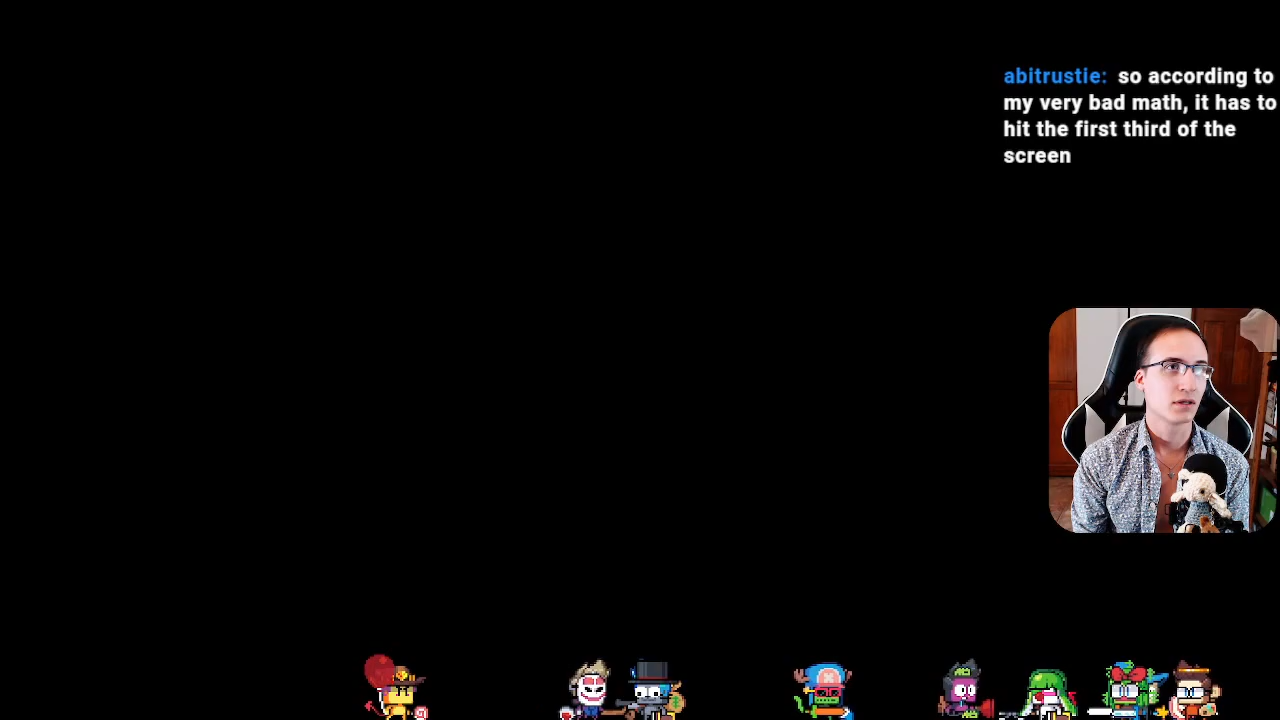 abitrustie: so according to
my very bad math, it has to
hit the first third of the
screen